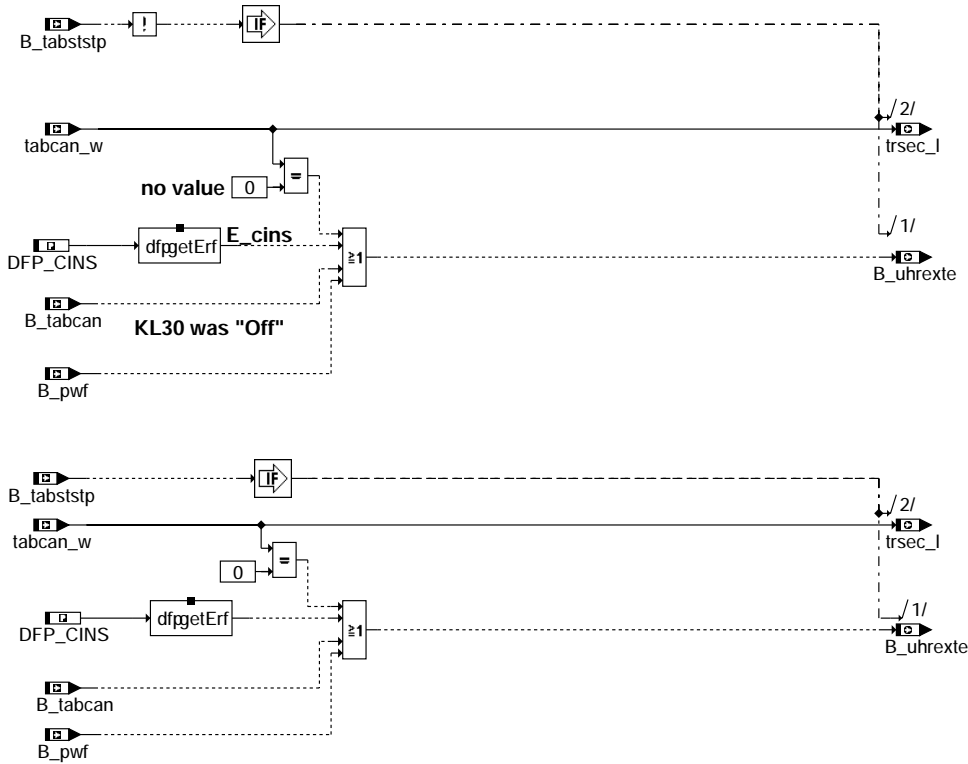 B_tabststp
!
IF
tabcan_w
/2/
trsec_l
=
no value 0
DFP_CINS
dfpgetErf
E_cins
≥1
/1/
B_uhrexte
B_tabcan
KL30 was "Off"
B_pwf
B_tabststp
IF
tabcan_w
/2/
trsec_l
=
0
DFP_CINS
dfpgetErf
≥1
/1/
B_uhrexte
B_tabcan
B_pwf